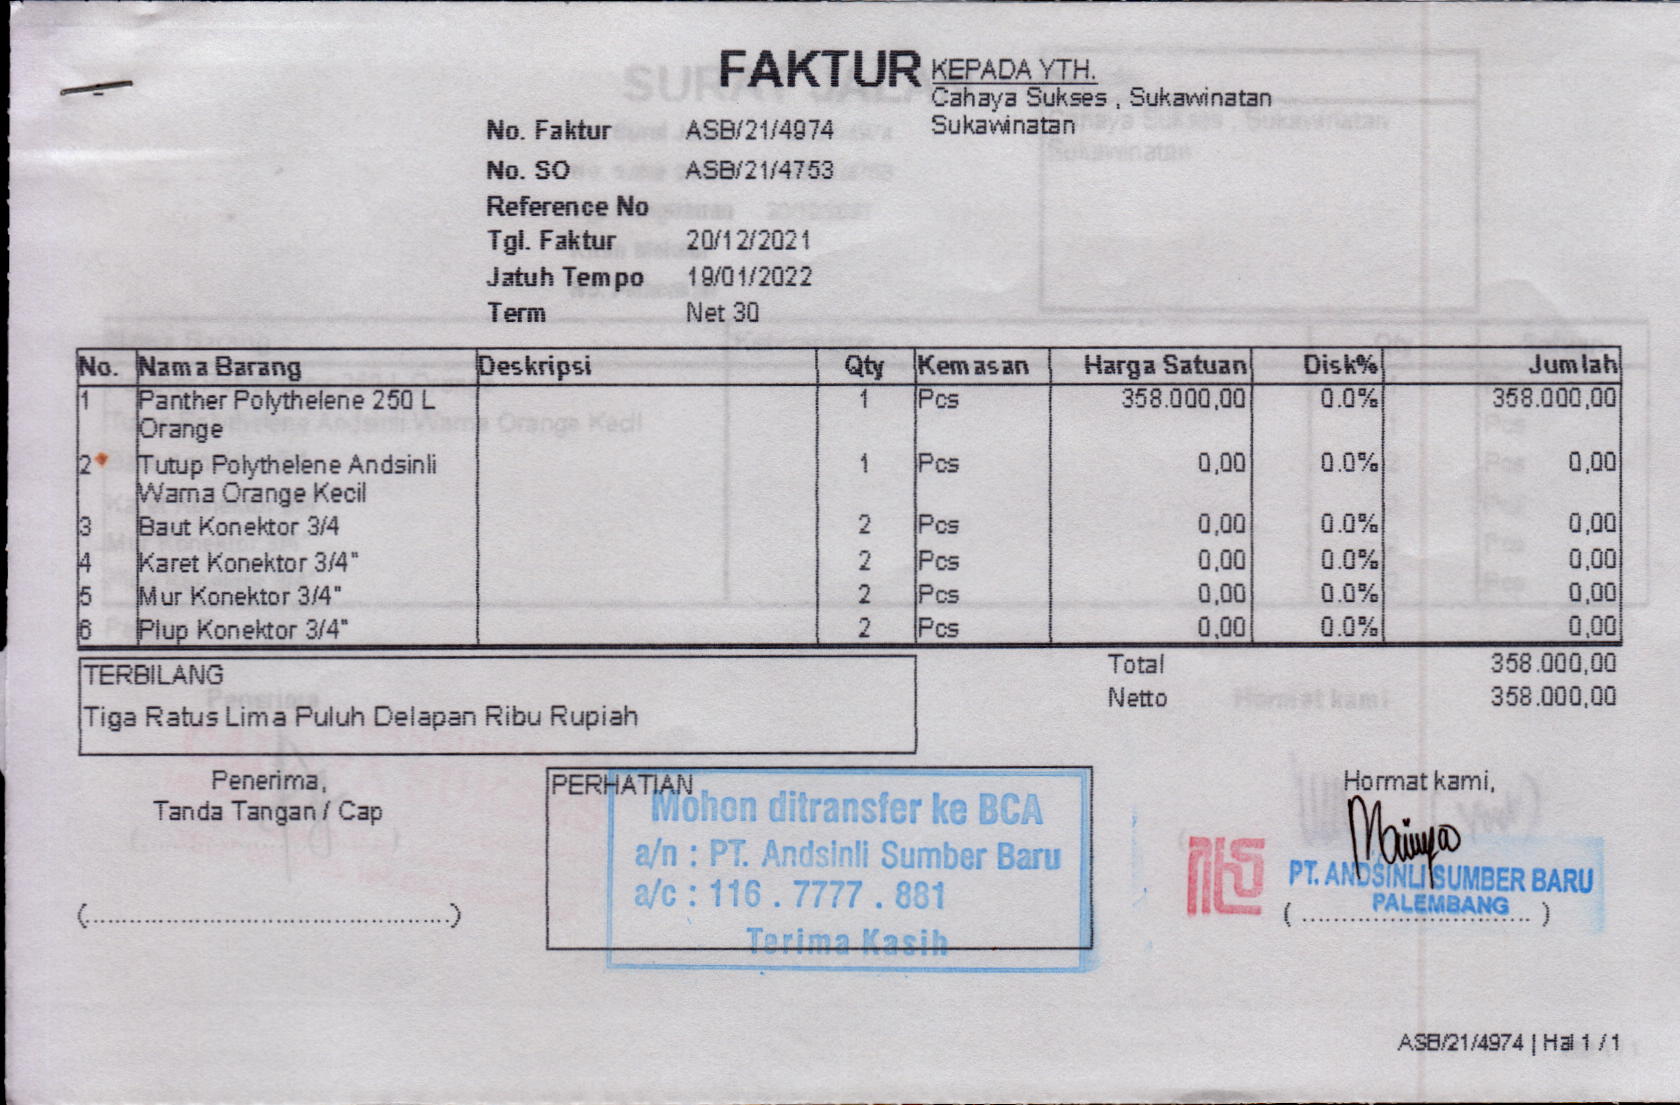 FAKTUR
KEPADA YTH.
Cahaya Sukses , Sukawinatan
Sukawinatan
No. Faktur ASB/21/4974
No. SO ASB/21/4753
Reference No
Tgl. Faktur 20/12/2021
Jatuh Tempo 19/01/2022
Term Net 30
No. Nama Barang Deskripsi Qty Kemasan Harga Satuan Disk% Jumlah
1 Panther Polythelene 250 L 1 Pcs 358.000,00 0.0% 358.000,00
Orange
2 Tutup Polythelene Andsinli 1 Pcs 0,00 0.0% 0,00
Warna Orange Kecil
3 Baut Konektor 3/4 2 Pcs 0,00 0.0% 0,00
4 Karet Konektor 3/4" 2 Pcs 0,00 0.0% 0,00
5 Mur Konektor 3/4" 2 Pcs 0,00 0.0% 0,00
6 Plup Konektor 3/4" 2 Pcs 0,00 0.0% 0,00
TERBILANG
Tiga Ratus Lima Puluh Delapan Ribu Rupiah
Total 358.000,00
Netto 358.000,00
Penerima,
Tanda Tangan / Cap
(......................................................)
PERHATIAN
Mohon ditransfer ke BCA
a/n : PT. Andsinli Sumber Baru
a/c : 116 . 7777 . 881
Terima Kasih
Hormat kami,
PT. ANDSINLI SUMBER BARU
PALEMBANG
( .................................. )
ASB/21/4974 | Hal 1 / 1